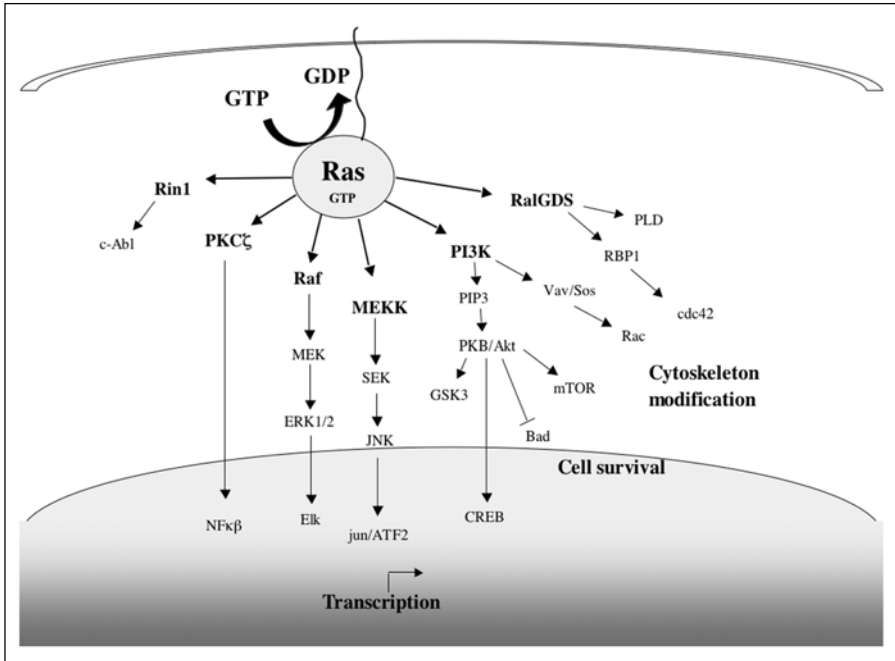 GDP
GTP
Ras
GTP
Rin1
RalGDS
PLD
c-Abl
PKCζ
PI3K
RBP1
Raf
MEKK
PIP3
Vav/Sos
cdc42
Rac
MEK
PKB/Akt
SEK
GSK3
mTOR
Cytoskeleton
modification
ERK1/2
JNK
Bad
Cell survival
NFκβ
Elk
jun/ATF2
CREB
Transcription